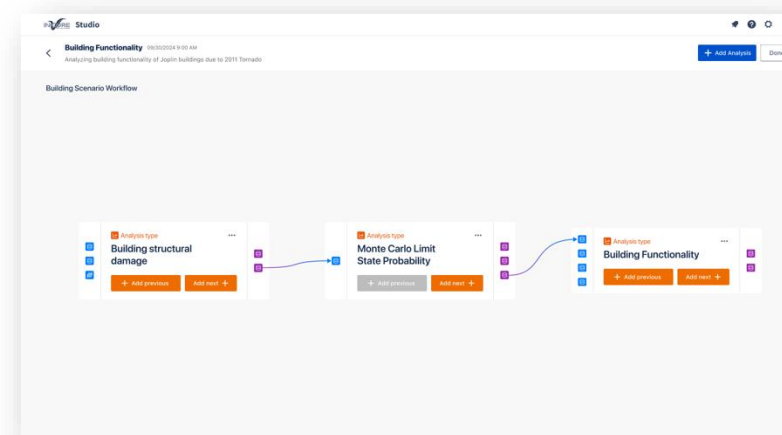 INCORE Studio
Building Functionality 09/30/2024 9:00 AM
Analyzing building functionality of Joplin buildings due to 2011 Tornado
+ Add Analysis
Building Scenario Workflow
Analysis type
Building structural
damage
+ Add previous
Add next +
Analysis type
Monte Carlo Limit
State Probability
+ Add previous
Add next +
Analysis type
Building Functionality
+ Add previous
Add next +